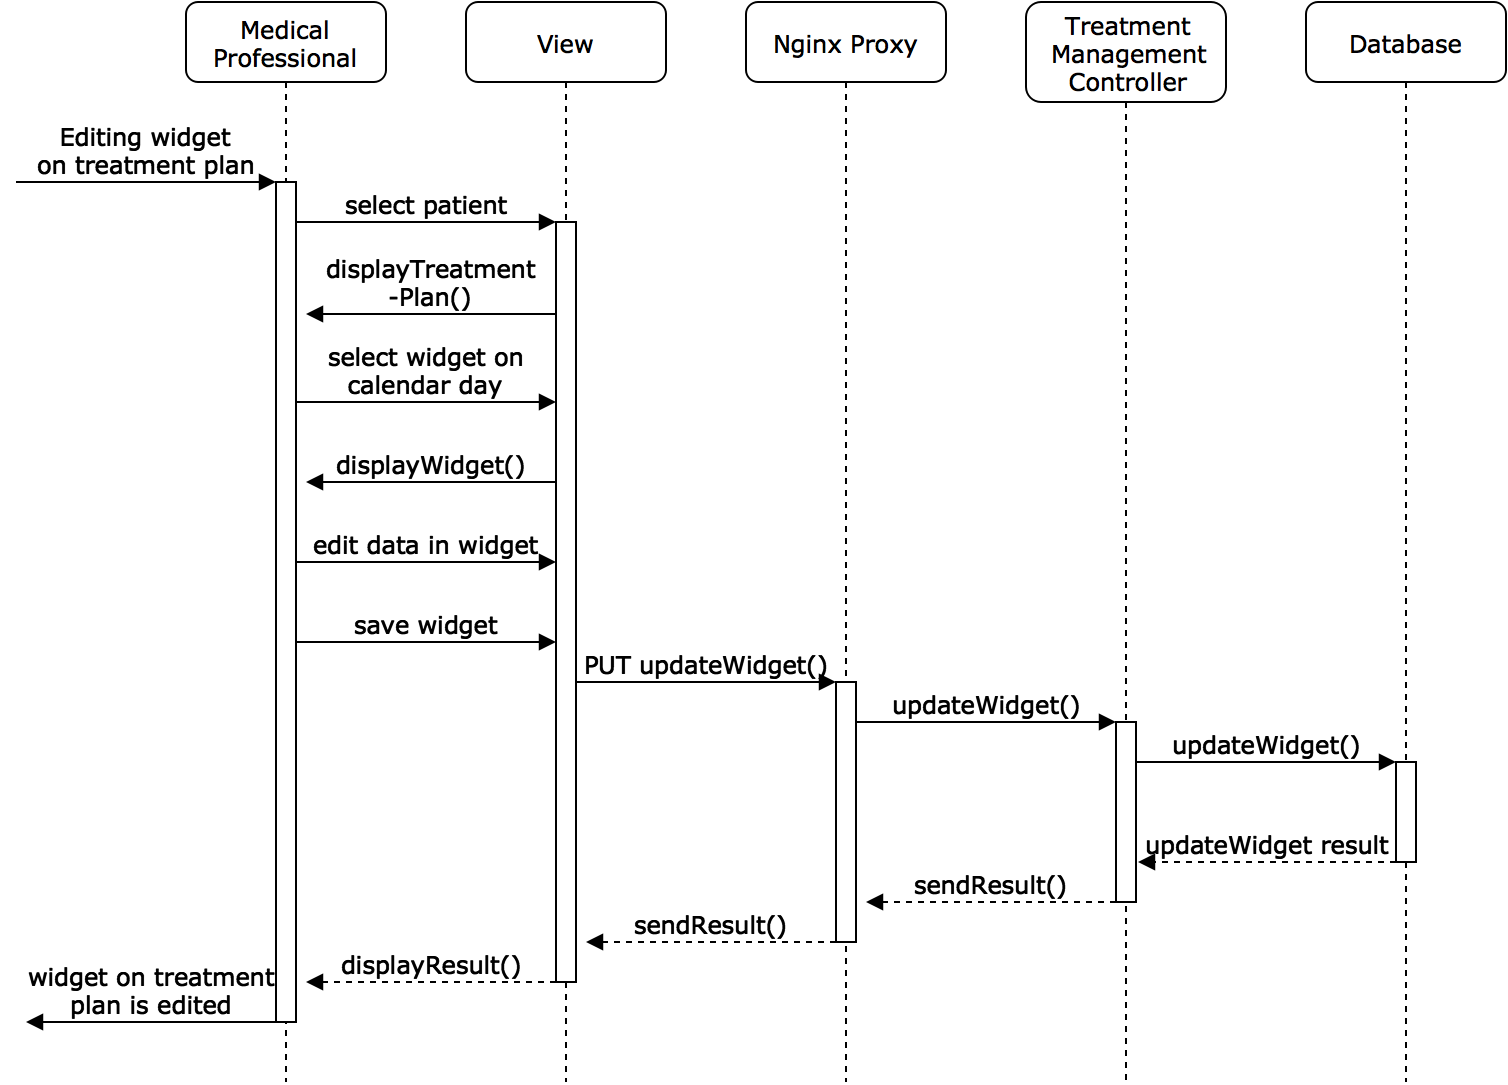 Medical
Professional
View
Nginx Proxy
Treatment
Management
Controller
Database
Editing widget
on treatment plan
select patient
displayTreatment
-Plan()
select widget on
calendar day
displayWidget()
edit data in widget
save widget
PUT updateWidget()
updateWidget()
updateWidget()
updateWidget result
sendResult()
sendResult()
displayResult()
widget on treatment
plan is edited